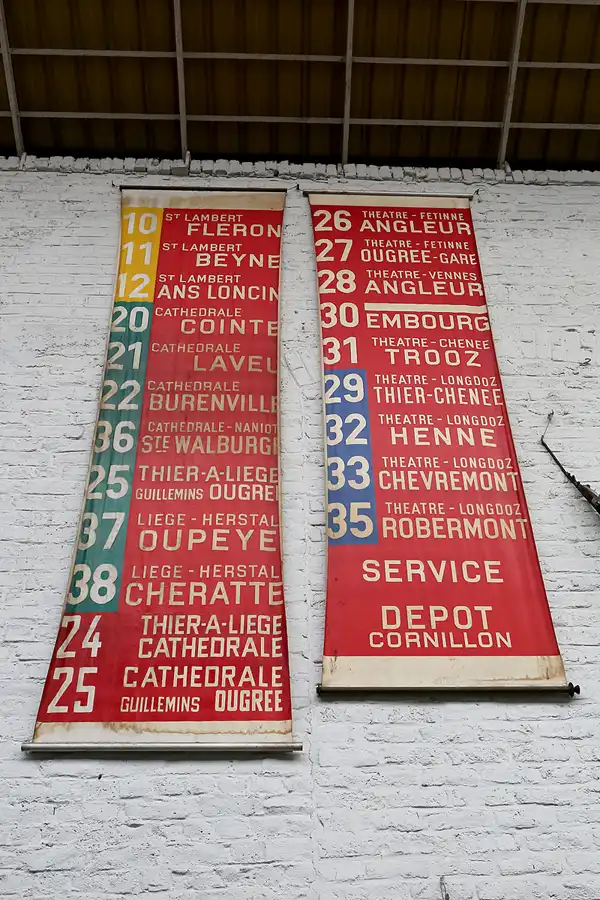 10 ST LAMBERT
FLERON
11 ST LAMBERT
BEYNE
12 ST LAMBERT
ANS LONCIN
20 CATHEDRALE
COINTE
21 CATHEDRALE
LAVEU
22 CATHEDRALE
BURENVILLE
36 CATHEDRALE-NANIOT
STE WALBURGE
25 THIER-A-LIEGE
GUILLEMINS OUGREE
37 LIEGE - HERSTAL
OUPEYE
38 LIEGE - HERSTAL
CHERATTE
24 THIER-A-LIEGE
CATHEDRALE
25 CATHEDRALE
GUILLEMINS OUGREE
26 THEATRE - FETINNE
ANGLEUR
27 THEATRE - FETINNE
OUGREE-GARE
28 THEATRE-VENNES
ANGLEUR
30 EMBOURG
31 THEATRE-CHENEE
TROOZ
29 THEATRE - LONGDOZ
THIER-CHENEE
32 THEATRE - LONGDOZ
HENNE
33 THEATRE - LONGDOZ
CHEVREMONT
35 THEATRE - LONGDOZ
ROBERMONT
SERVICE
DEPOT
CORNILLON